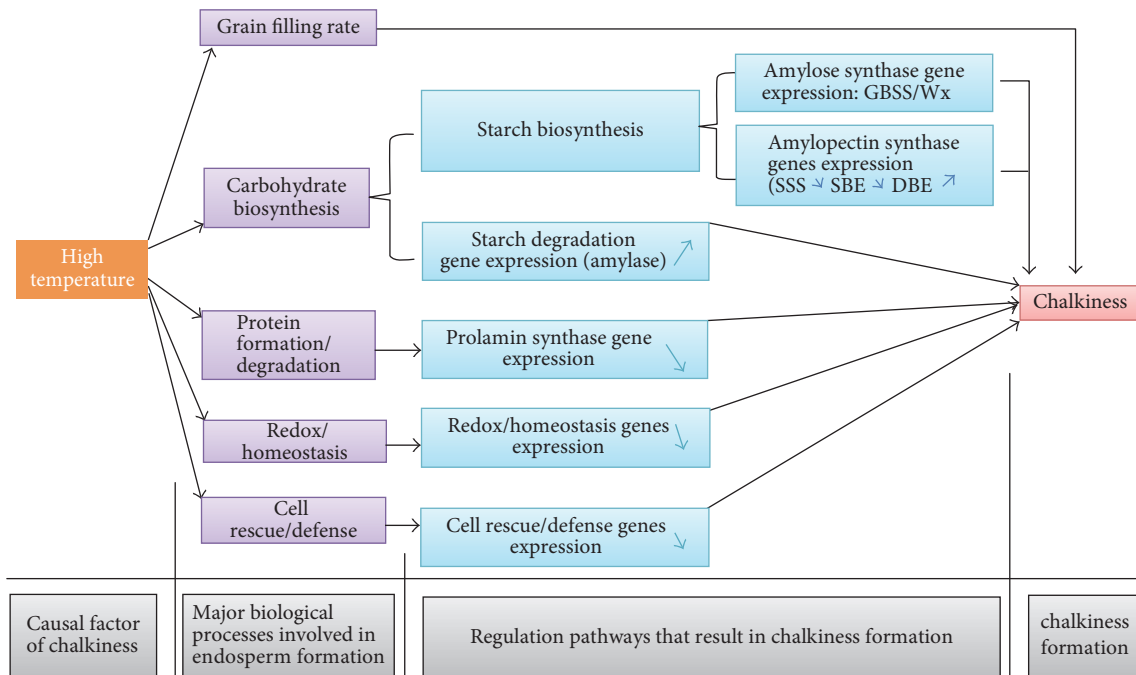 Grain filling rate
Amylose synthase gene
expression: GBSS/Wx
Starch biosynthesis
Amylopectin synthase
genes expression
(SSS ↘ SBE ↘ DBE ↗
Carbohydrate
biosynthesis
High
temperature
Starch degradation
gene expression (amylase) ↗
Chalkiness
Protein
formation/
degradation
Prolamin synthase gene
expression ↘
Redox/
homeostasis
Redox/homeostasis genes
expression ↘
Cell
rescue/defense
Cell rescue/defense genes
expression ↘
Causal factor
of chalkiness
Major biological
processes involved in
endosperm formation
Regulation pathways that result in chalkiness formation
chalkiness
formation